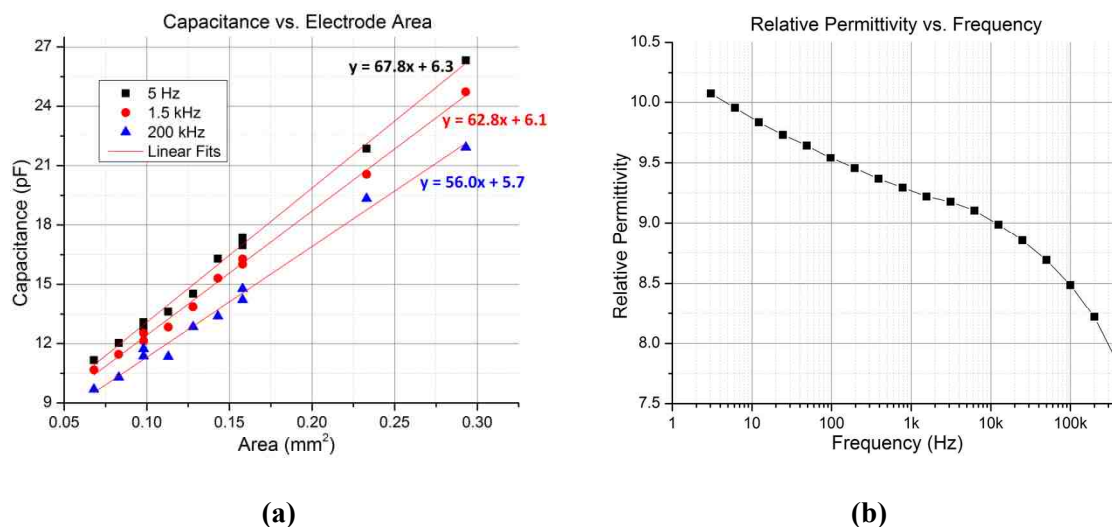 Capacitance vs. Electrode Area
27
24
21
18
15
12
9
Capacitance (pF)
5 Hz
1.5 kHz
200 kHz
Linear Fits
y = 67.8x + 6.3
y = 62.8x + 6.1
y = 56.0x + 5.7
0.05 0.10 0.15 0.20 0.25 0.30
Area (mm²)
(a)
Relative Permittivity vs. Frequency
10.5
10.0
9.5
9.0
8.5
8.0
7.5
Relative Permittivity
1 10 100 1k 10k 100k
Frequency (Hz)
(b)